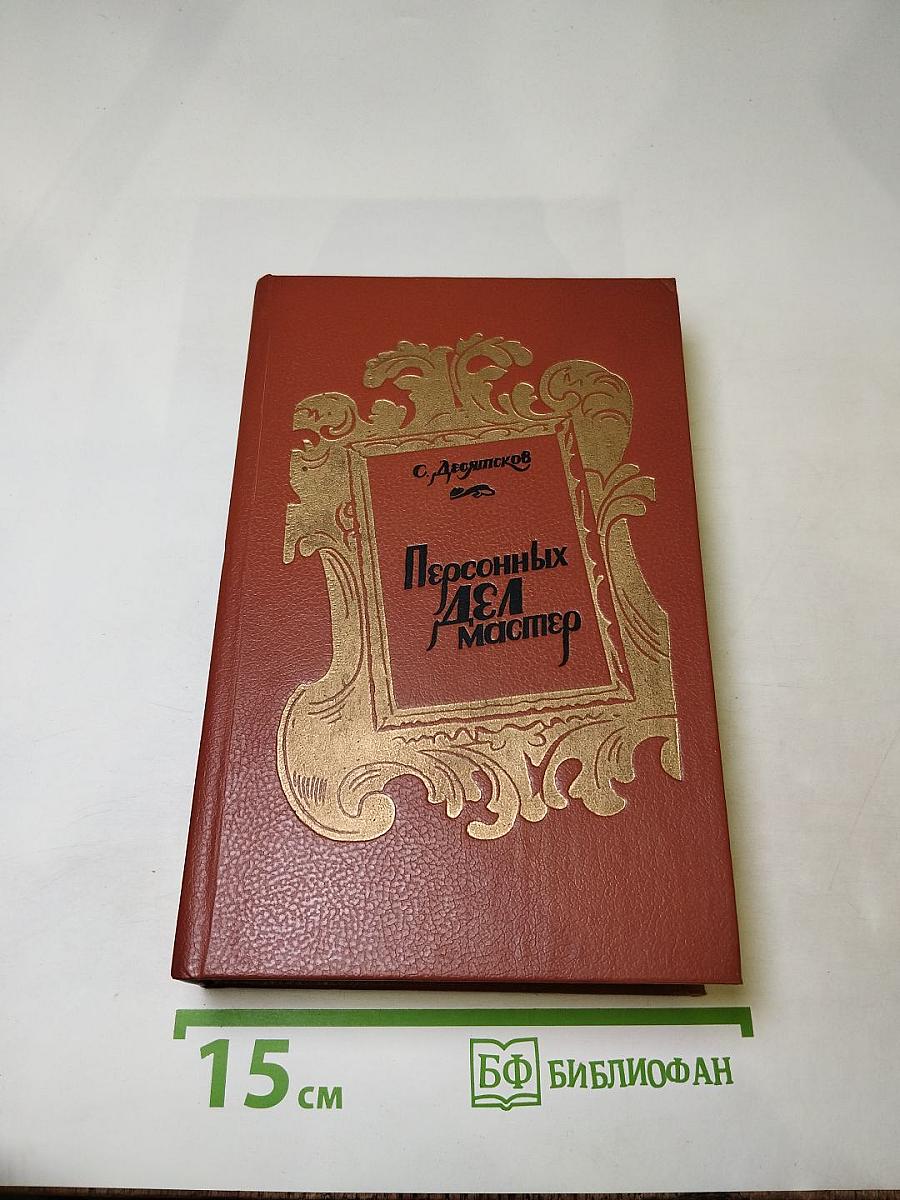 С. Десятсков
Персонных
дел
мастер
15 см
БФ БИБЛИОФАН